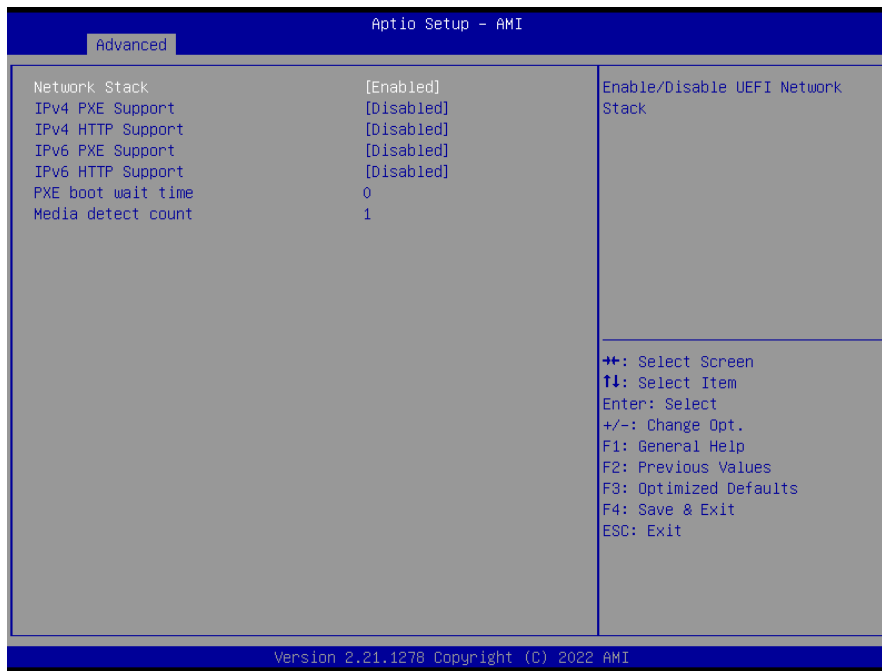 Aptio Setup – AMI
Advanced
Network Stack [Enabled]
IPv4 PXE Support [Disabled]
IPv4 HTTP Support [Disabled]
IPv6 PXE Support [Disabled]
IPv6 HTTP Support [Disabled]
PXE boot wait time 0
Media detect count 1
Enable/Disable UEFI Network
Stack
→←: Select Screen
↑↓: Select Item
Enter: Select
+/-: Change Opt.
F1: General Help
F2: Previous Values
F3: Optimized Defaults
F4: Save & Exit
ESC: Exit
Version 2.21.1278 Copyright (C) 2022 AMI